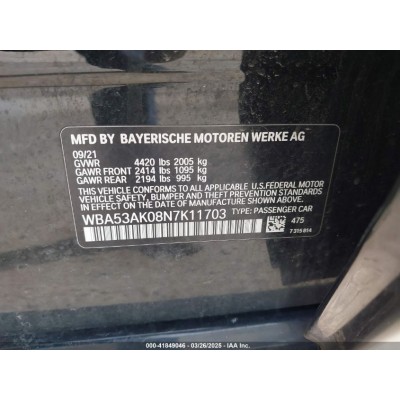 MFD BY BAYERISCHE MOTOREN WERKE AG
09/21
GVWR 4420 lbs 2005 kg
GAWR FRONT 2414 lbs 1095 kg
GAWR REAR 2194 lbs 995 kg
THIS VEHICLE CONFORMS TO ALL APPLICABLE U.S. FEDERAL MOTOR
VEHICLE SAFETY, BUMPER, AND THEFT PREVENTION STANDARDS
IN EFFECT ON THE DATE OF MANUFACTURE SHOWN ABOVE.
WBA53AK08N7K11703 TYPE: PASSENGER CAR
475
7 315 814
000-41849046 - 03/26/2025 - IAA Inc.